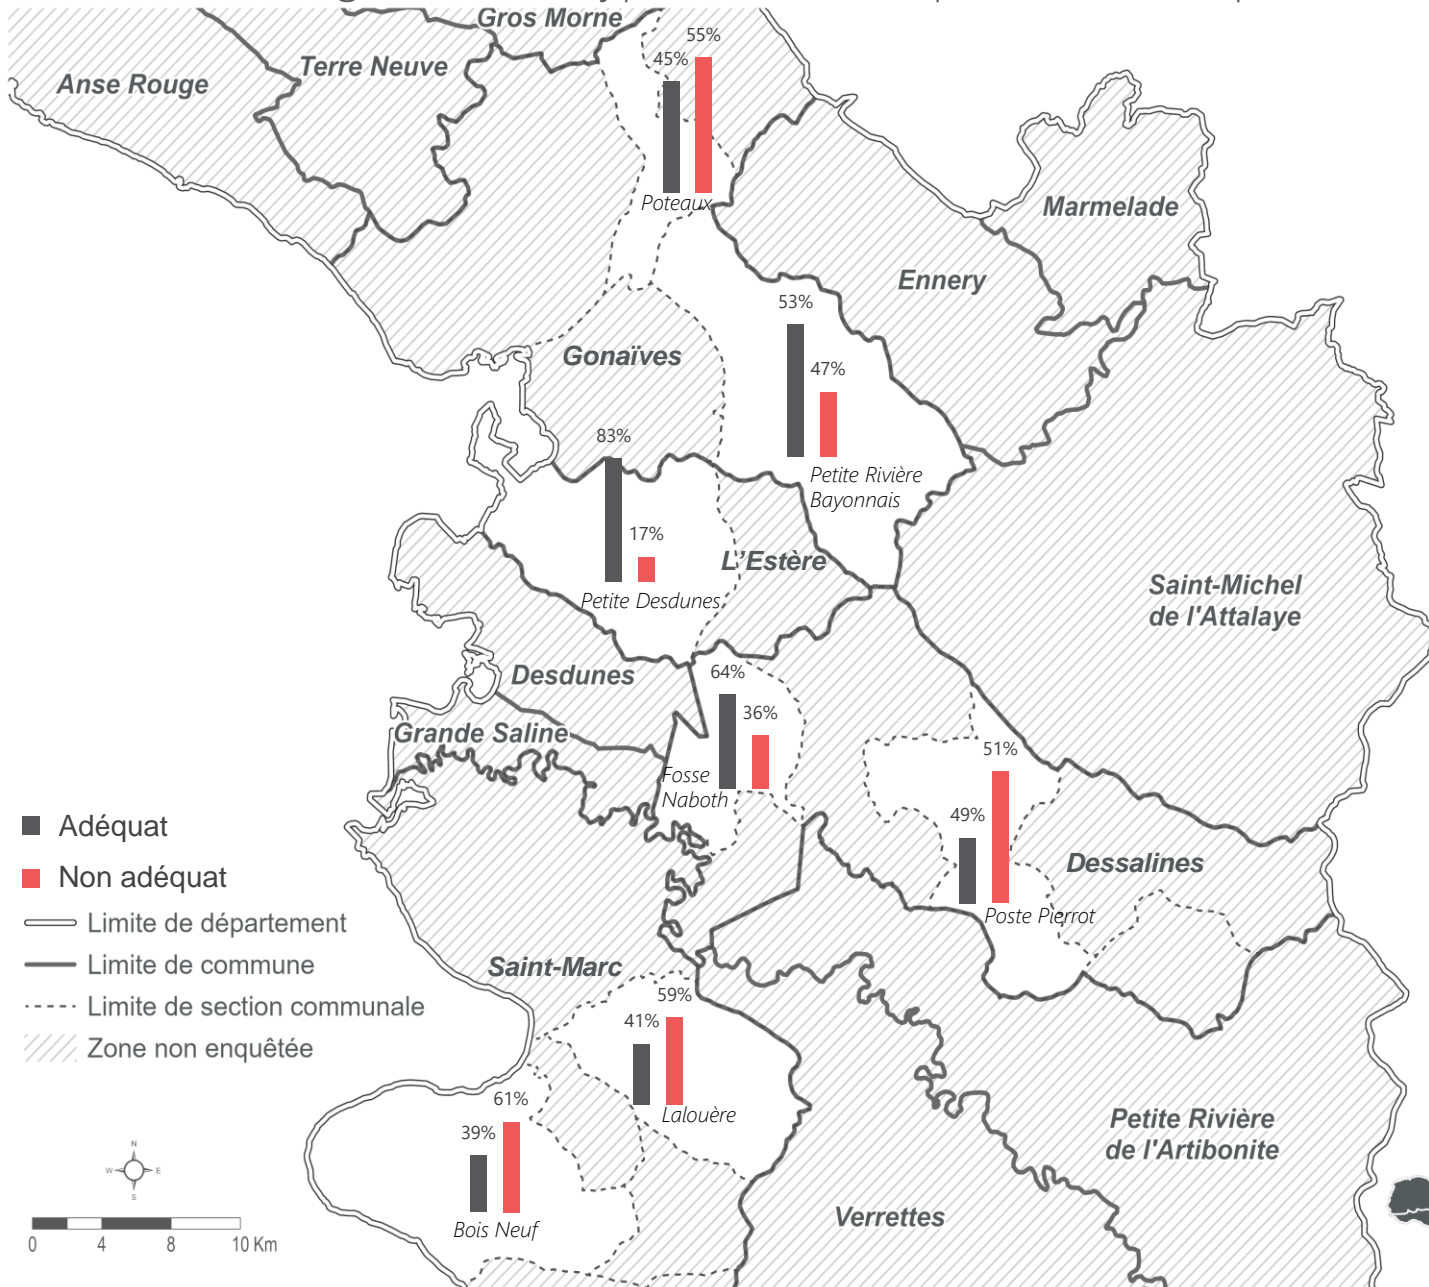 Gros Morne
55%
45%
Terre Neuve
Anse Rouge
Poteaux
Marmelade
Ennery
53%
47%
Gonaïves
83%
Petite Rivière
Bayonnais
17%
L'Estère
Petite Desdunes
Saint-Michel
de l'Attalaye
Desdunes
64%
36%
Grande Saline
Fosse
Naboth
51%
49%
Dessalines
Poste Pierrot
Adéquat
Non adéquat
Limite de département
Limite de commune
Limite de section communale
Zone non enquêtée
Saint-Marc
59%
41%
Lalouère
61%
39%
Bois Neuf
Petite Rivière
de l'Artibonite
Verrettes
N
W E
S
0 4 8 10 Km